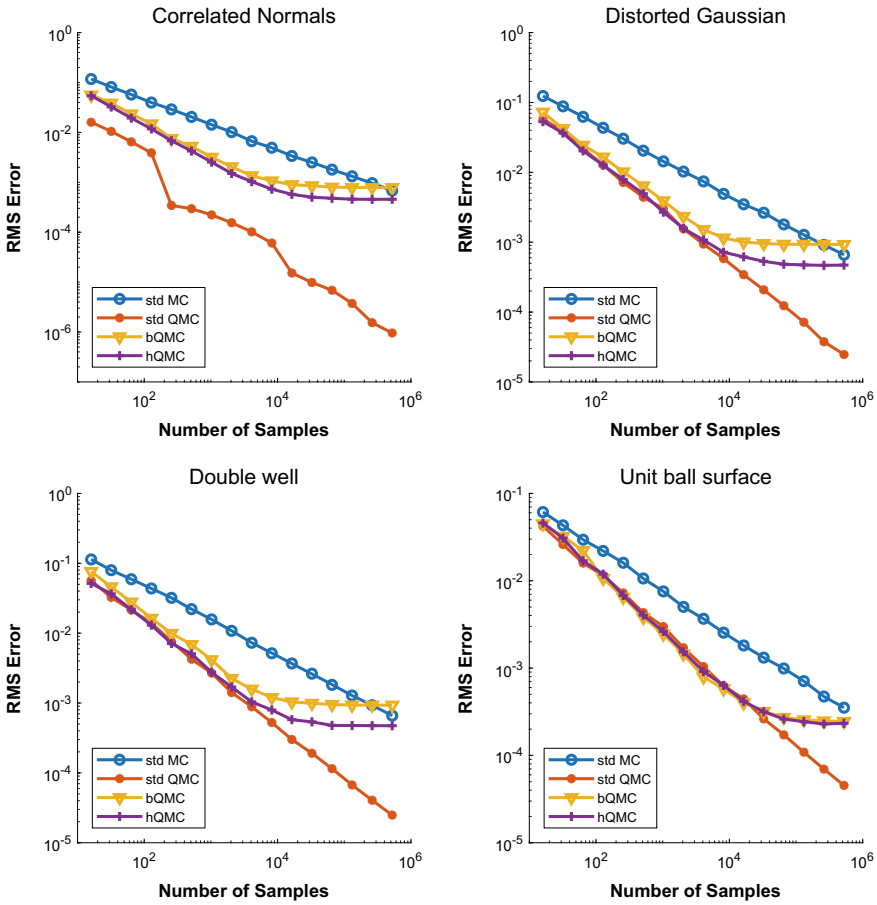 Correlated Normals
10^0
10^-2
10^-4
10^-6
RMS Error
std MC
std QMC
bQMC
hQMC
10^2
10^4
10^6
Number of Samples
Distorted Gaussian
10^0
10^-1
10^-2
10^-3
10^-4
10^-5
RMS Error
std MC
std QMC
bQMC
hQMC
10^2
10^4
10^6
Number of Samples
Double well
10^0
10^-1
10^-2
10^-3
10^-4
10^-5
RMS Error
std MC
std QMC
bQMC
hQMC
10^2
10^4
10^6
Number of Samples
Unit ball surface
10^-1
10^-2
10^-3
10^-4
10^-5
RMS Error
std MC
std QMC
bQMC
hQMC
10^2
10^4
10^6
Number of Samples